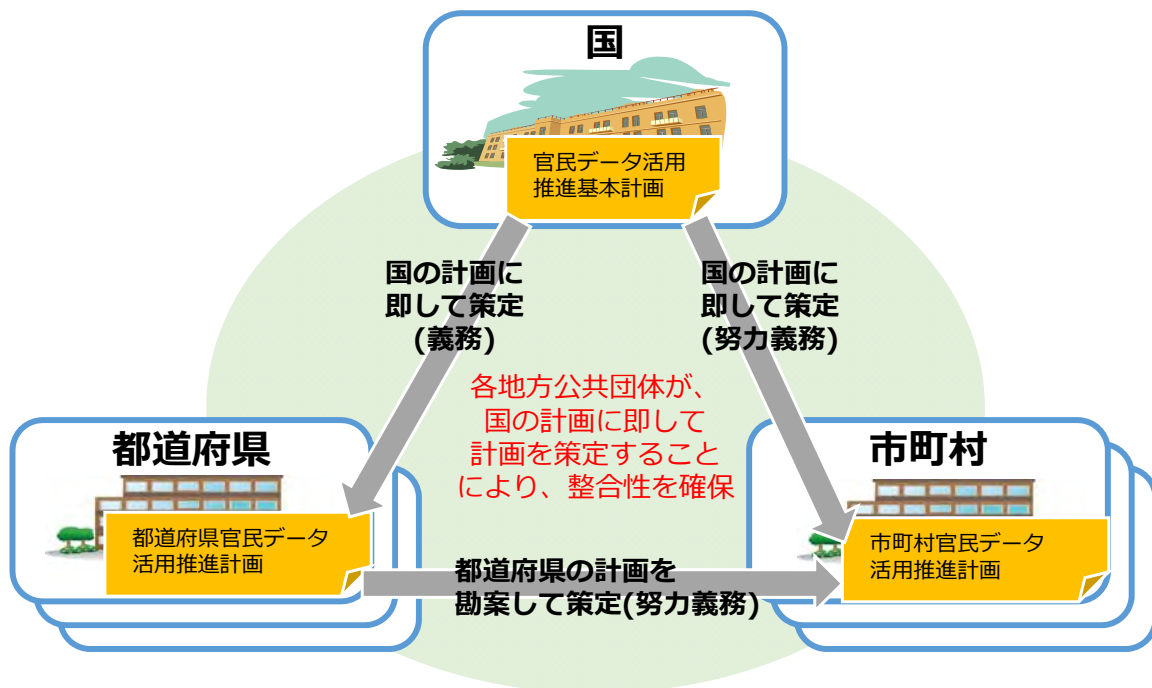 国
官民データ活用
推進基本計画
国の計画に
即して策定
(義務)
国の計画に
即して策定
(努力義務)
各地方公共団体が、
国の計画に即して
計画を策定すること
により、整合性を確保
都道府県
都道府県官民データ
活用推進計画
市町村
市町村官民データ
活用推進計画
都道府県の計画を
勘案して策定(努力義務)